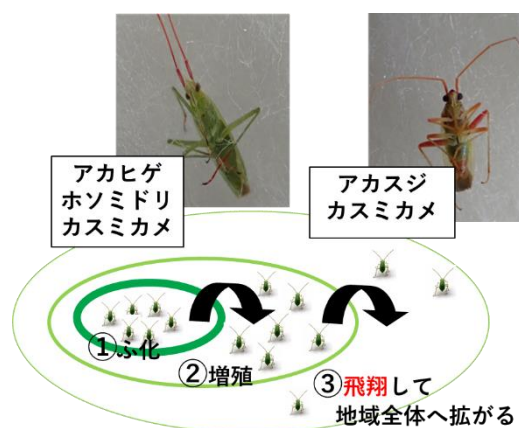 アカヒゲ
ホソミドリ
カスミカメ
アカスジ
カスミカメ
①ふ化
②増殖
③飛翔して
地域全体へ拡がる